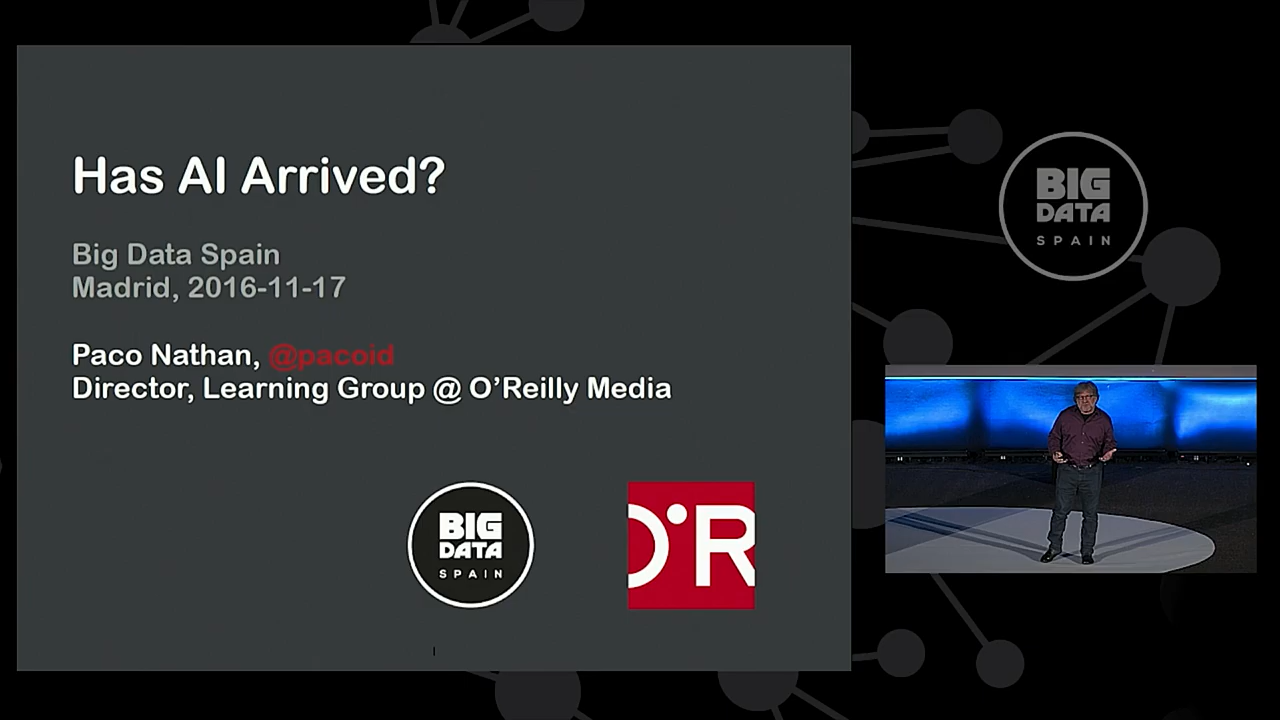 Has AI Arrived?
Big Data Spain
Madrid, 2016-11-17
Paco Nathan, @pacoid
Director, Learning Group @ O’Reilly Media
BIG
DATA
SPAIN
O'R
BIG
DATA
SPAIN